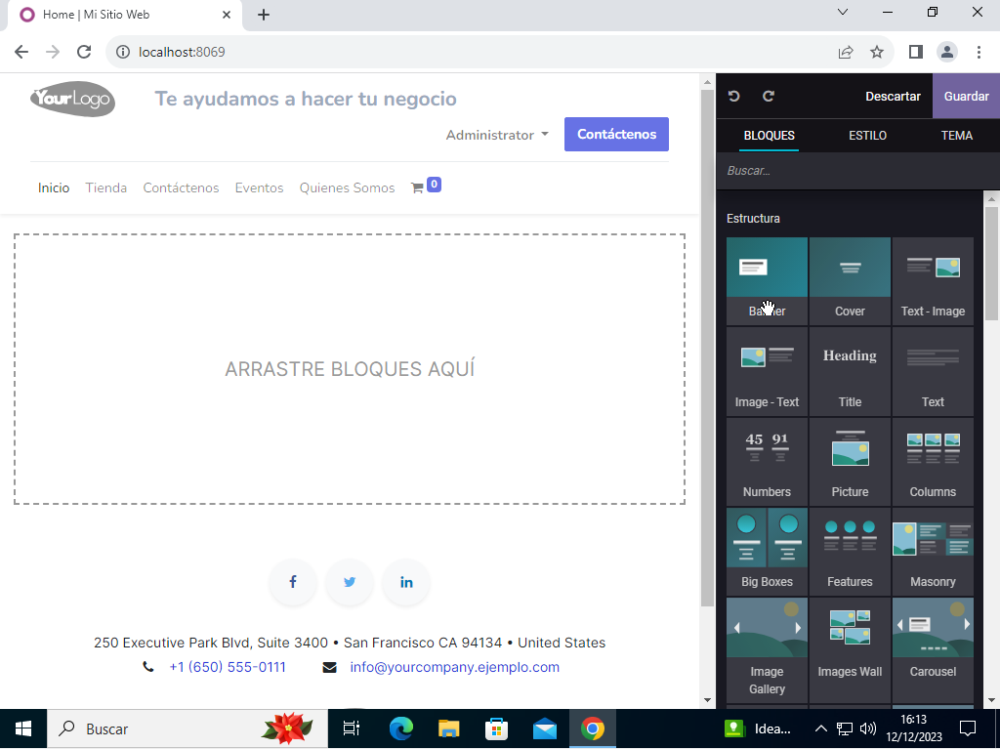 Home | Mi Sitio Web
localhost:8069
YourLogo
Te ayudamos a hacer tu negocio
Administrator
Contáctenos
Inicio Tienda Contáctenos Eventos Quienes Somos 0
ARRASTRE BLOQUES AQUÍ
250 Executive Park Blvd, Suite 3400 • San Francisco CA 94134 • United States
+1 (650) 555-0111 info@yourcompany.ejemplo.com
Descartar Guardar
BLOQUES ESTILO TEMA
Buscar...
Estructura
Banner Cover Text - Image
Heading
Image - Text Title Text
45 91
Numbers Picture Columns
Big Boxes Features Masonry
Image Gallery Images Wall Carousel
Buscar
Idea...
16:13
12/12/2023